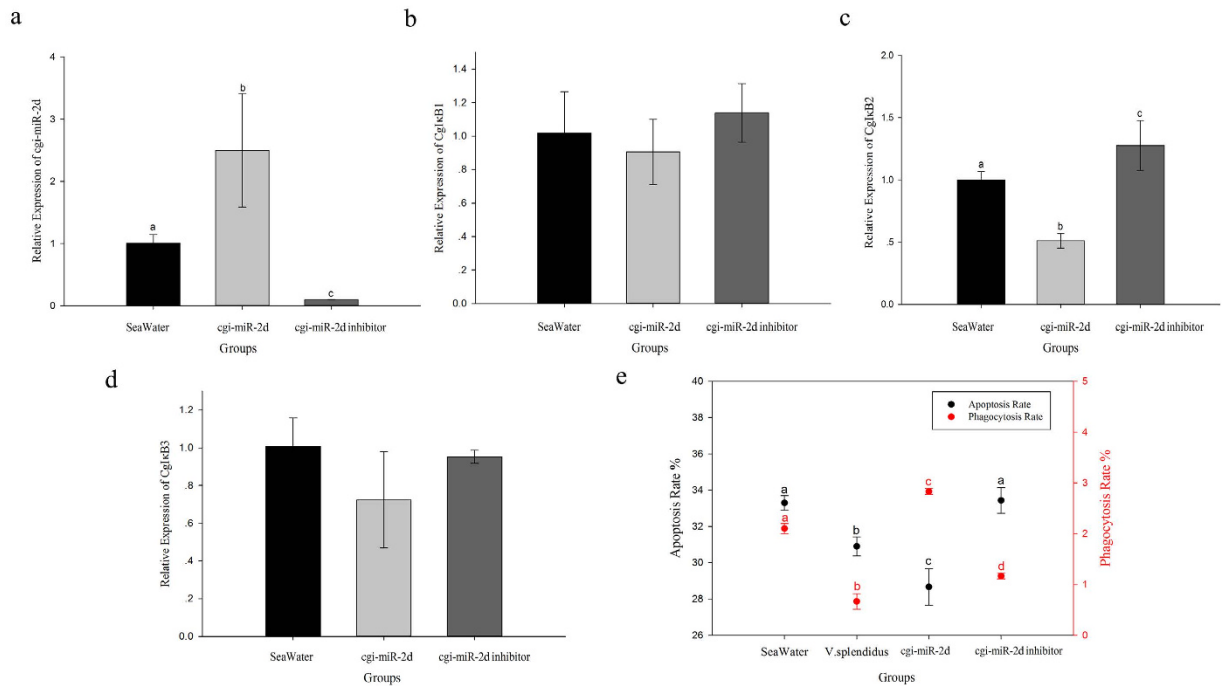 a
Relative Expression of cgi-miR-2d
4
3
2
1
0
a
b
c
SeaWater
cgi-miR-2d
cgi-miR-2d inhibitor
Groups
b
Relative Expression of CgIκB1
1.4
1.2
1.0
.8
.6
.4
.2
0.0
SeaWater
cgi-miR-2d
cgi-miR-2d inhibitor
Groups
c
Relative Expression of CgIκB2
2.0
1.5
1.0
.5
0.0
a
b
c
SeaWater
cgi-miR-2d
cgi-miR-2d inhibitor
Groups
d
Relative Expression of CgIκB3
1.2
1.0
.8
.6
.4
.2
0.0
SeaWater
cgi-miR-2d
cgi-miR-2d inhibitor
Groups
e
Apoptosis Rate %
40
38
36
34
32
30
28
26
Apoptosis Rate
Phagocytosis Rate
a
a
b
b
c
c
a
d
5
4
3
2
1
0
Phagocytosis Rate %
SeaWater
V.splendidus
cgi-miR-2d
cgi-miR-2d inhibitor
Groups